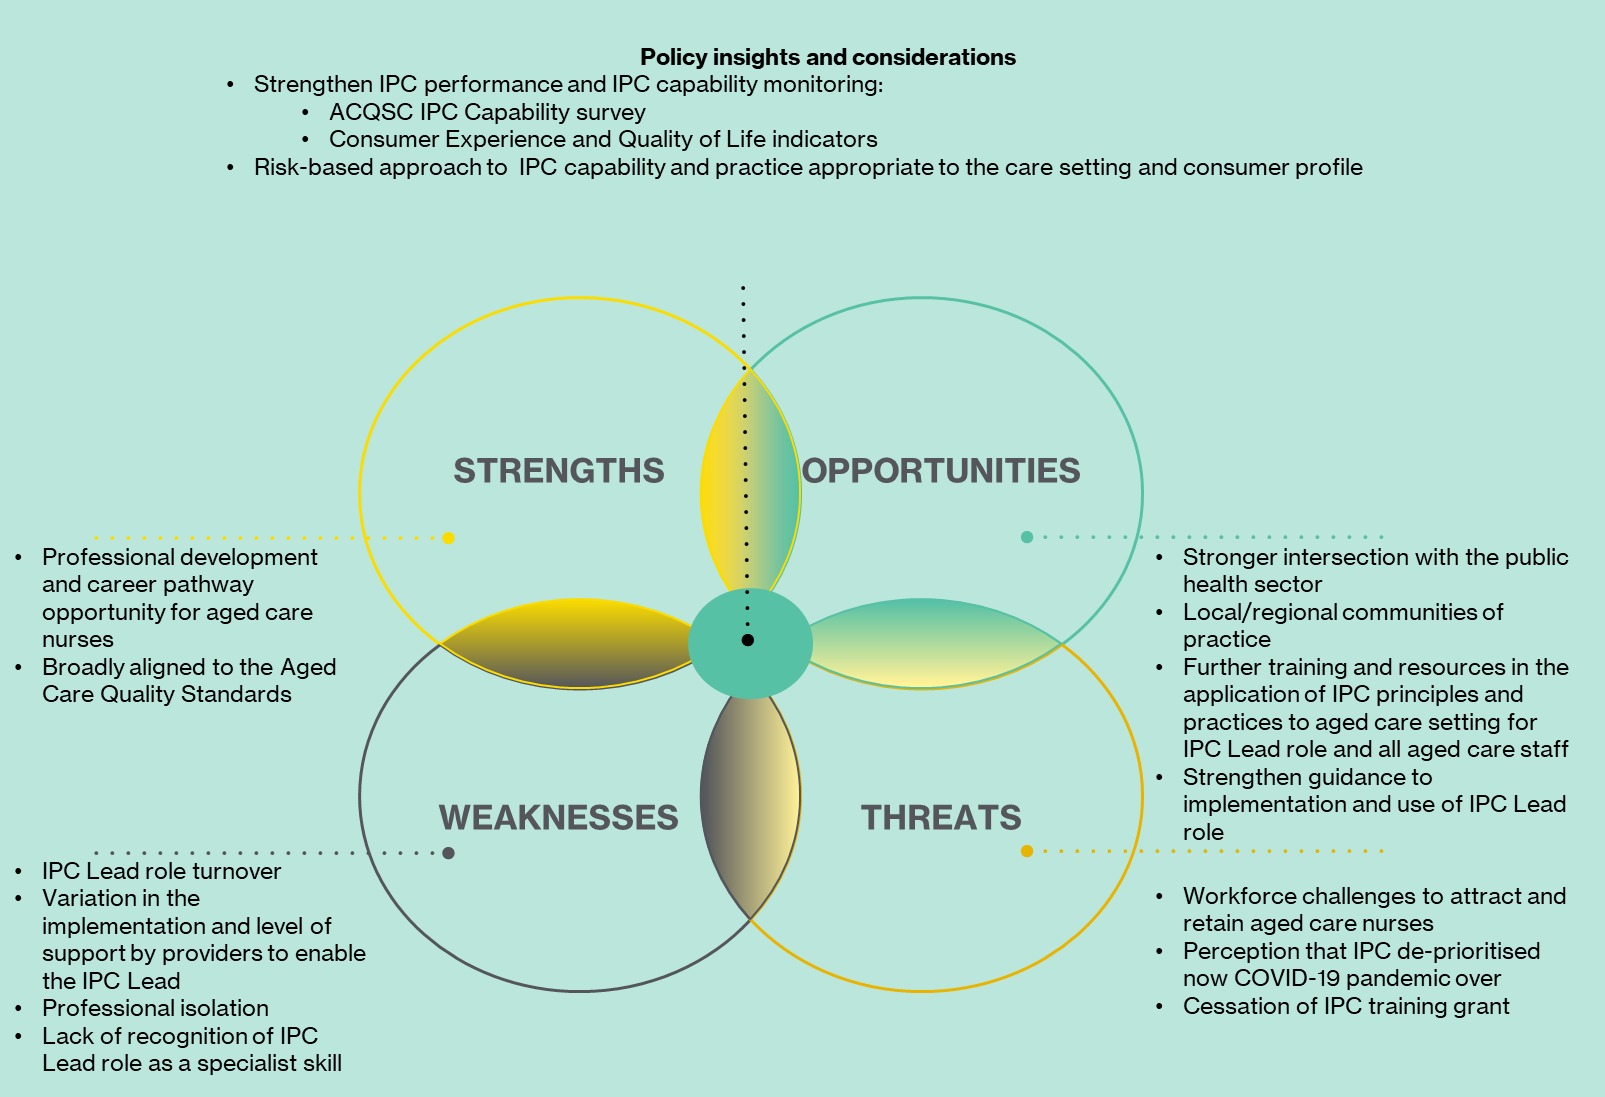 Policy insights and considerations
• Strengthen IPC performance and IPC capability monitoring:
• ACQSC IPC Capability survey
• Consumer Experience and Quality of Life indicators
• Risk-based approach to IPC capability and practice appropriate to the care setting and consumer profile
STRENGTHS
• Professional development
and career pathway
opportunity for aged care
nurses
• Broadly aligned to the Aged
Care Quality Standards
OPPORTUNITIES
• Stronger intersection with the public
health sector
• Local/regional communities of
practice
• Further training and resources in the
application of IPC principles and
practices to aged care setting for
IPC Lead role and all aged care staff
• Strengthen guidance to
implementation and use of IPC Lead
role
WEAKNESSES
• IPC Lead role turnover
• Variation in the
implementation and level of
support by providers to enable
the IPC Lead
• Professional isolation
• Lack of recognition of IPC
Lead role as a specialist skill
THREATS
• Workforce challenges to attract and
retain aged care nurses
• Perception that IPC de-prioritised
now COVID-19 pandemic over
• Cessation of IPC training grant